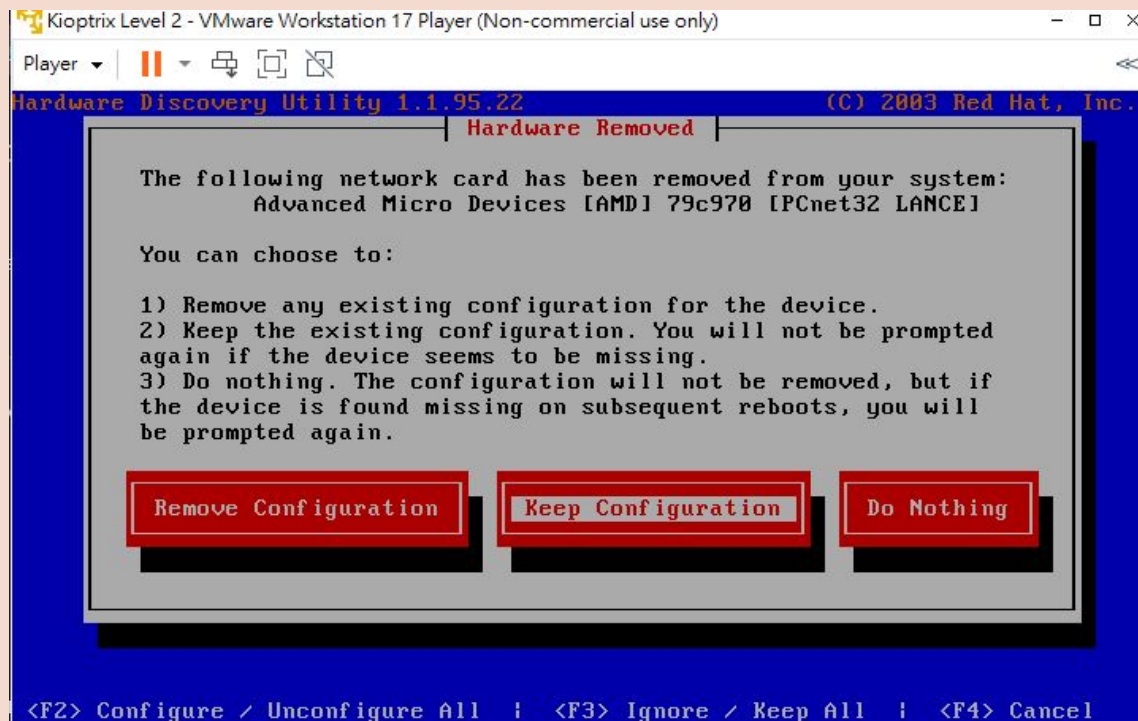 Kioptrix Level 2 - VMware Workstation 17 Player (Non-commercial use only)
Player
Hardware Discovery Utility 1.1.95.22 (C) 2003 Red Hat, Inc.
Hardware Removed
The following network card has been removed from your system:
Advanced Micro Devices [AMD] 79c970 [PCnet32 LANCE]
You can choose to:
1) Remove any existing configuration for the device.
2) Keep the existing configuration. You will not be prompted
again if the device seems to be missing.
3) Do nothing. The configuration will not be removed, but if
the device is found missing on subsequent reboots, you will
be prompted again.
Remove Configuration Keep Configuration Do Nothing
<F2> Configure / Unconfigure All | <F3> Ignore / Keep All | <F4> Cancel